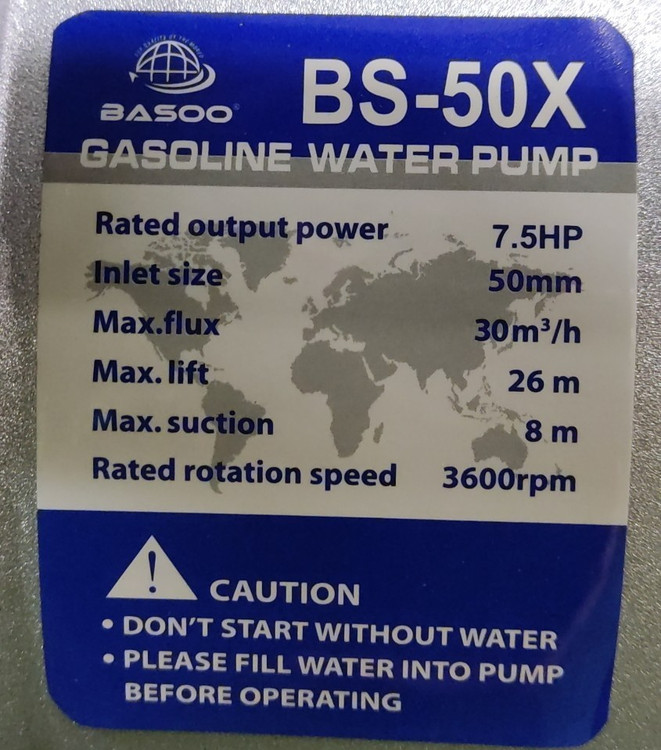 BASOO®
BS-50X
GASOLINE WATER PUMP
Rated output power 7.5HP
Inlet size 50mm
Max.flux 30m³/h
Max. lift 26 m
Max. suction 8 m
Rated rotation speed 3600rpm
! CAUTION
• DON'T START WITHOUT WATER
• PLEASE FILL WATER INTO PUMP
BEFORE OPERATING